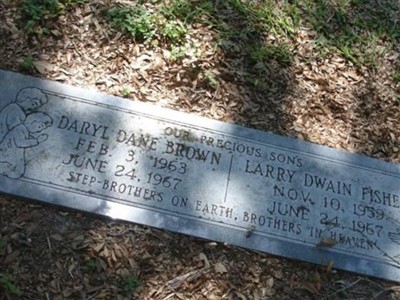 OUR PRECIOUS SONS
DARYL DANE BROWN
FEB. 3, 1963
JUNE 24, 1967
LARRY DWAIN FISHE
NOV. 10, 1959
JUNE 24, 1967
STEP-BROTHERS ON EARTH, BROTHERS IN HEAVEN